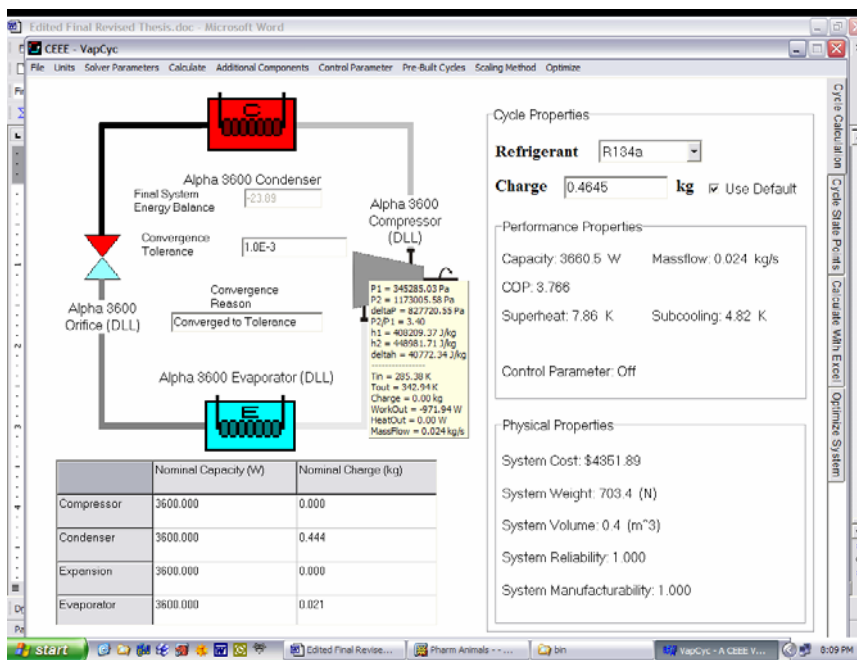 Edited Final Revised Thesis.doc - Microsoft Word
CEEE - VapCyc
File Units Solver Parameters Calculate Additional Components Control Parameter Pre-Built Cycles Scaling Method Optimize
C
Alpha 3600 Condenser
Final System
Energy Balance
-23.89
Convergence
Tolerance
1.0E-3
Convergence
Reason
Converged to Tolerance
Alpha 3600
Compressor
(DLL)
Alpha 3600
Orifice (DLL)
P1 = 345285.03 Pa
P2 = 1173005.58 Pa
deltaP = 827720.55 Pa
P2/P1 = 3.40
h1 = 408209.37 J/kg
h2 = 448981.71 J/kg
deltah = 40772.34 J/kg
---------------
Tin = 285.38 K
Tout = 342.94 K
Charge = 0.00 kg
WorkOut = -971.94 W
HeatOut = 0.00 W
MassFlow = 0.024 kg/s
Alpha 3600 Evaporator (DLL)
E
Nominal Capacity (W) Nominal Charge (kg)
Compressor 3600.000 0.000
Condenser 3600.000 0.444
Expansion 3600.000 0.000
Evaporator 3600.000 0.021
Cycle Properties
Refrigerant R134a
Charge 0.4645 kg Use Default
Performance Properties
Capacity: 3660.5 W Massflow: 0.024 kg/s
COP: 3.766
Superheat: 7.86 K Subcooling: 4.82 K
Control Parameter: Off
Physical Properties
System Cost: $4351.89
System Weight: 703.4 (N)
System Volume: 0.4 (m^3)
System Reliability: 1.000
System Manufacturability: 1.000
Cycle Calculation
Cycle State Points
Calculate With Excel
Optimize System
start
Edited Final Revise...
Pharm Animals - - ...
bin
VapCyc - A CEEE V...
8:09 PM